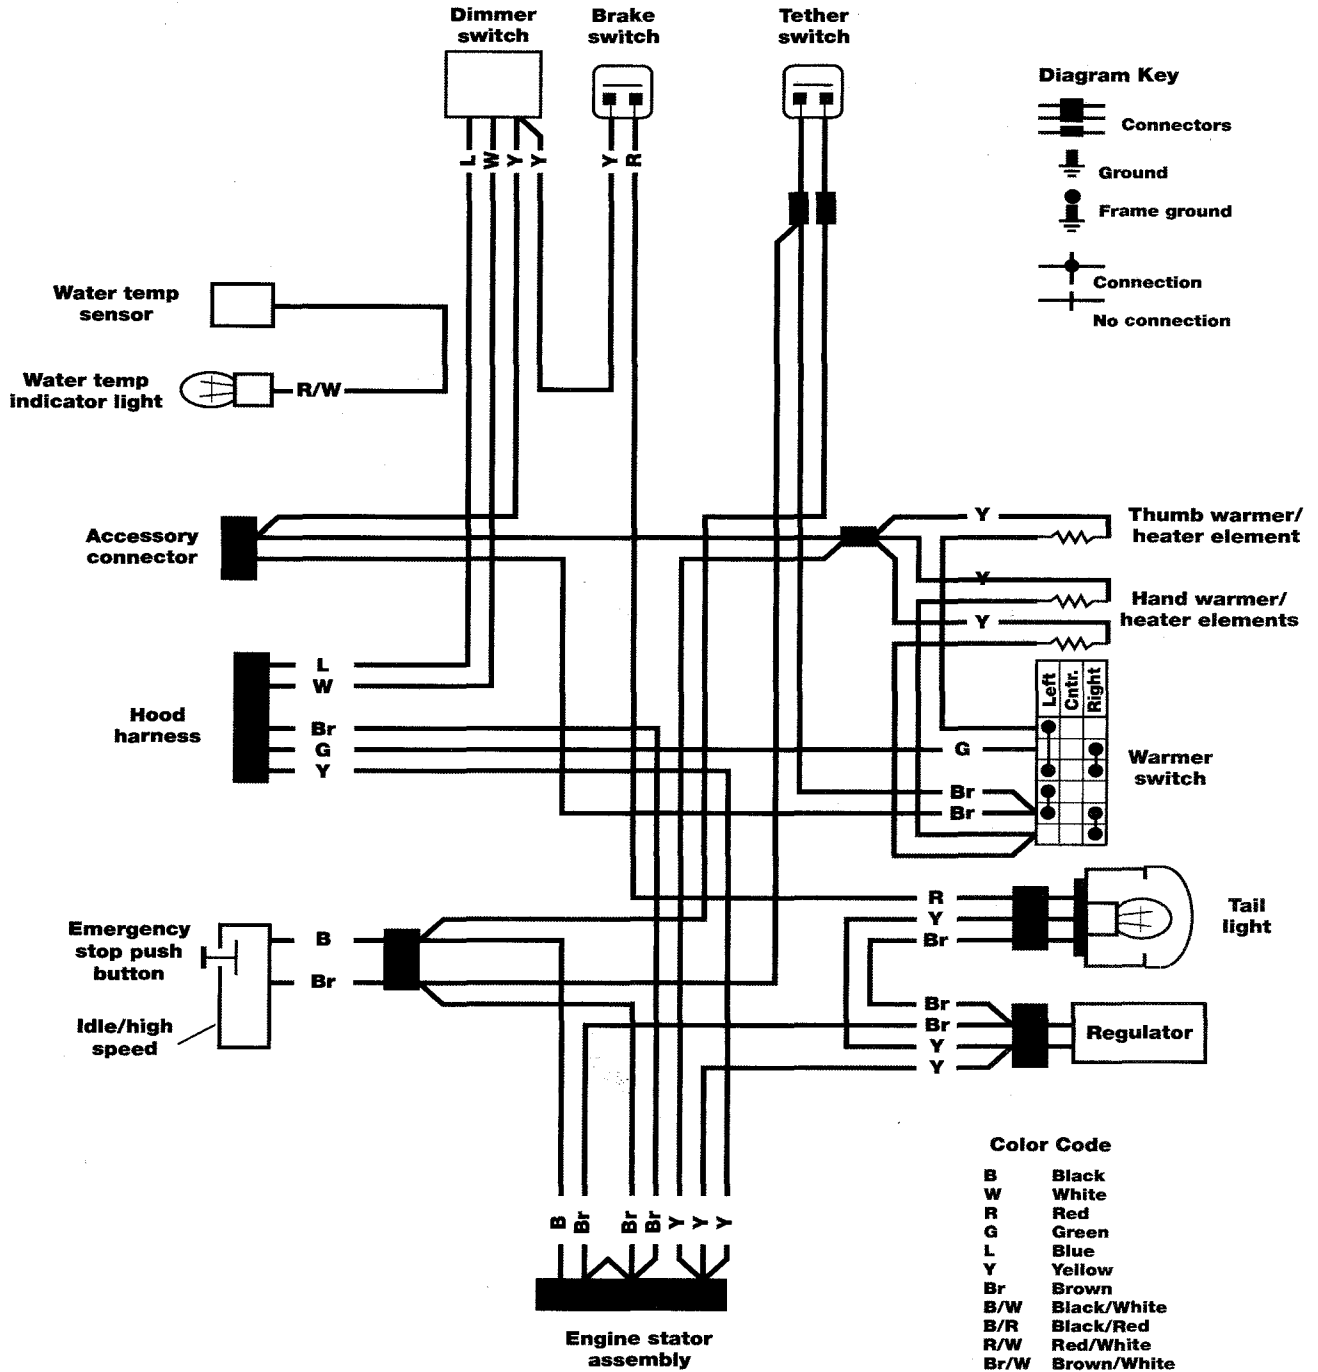 Dimmer
switch
Brake
switch
Tether
switch
Diagram Key
Connectors
Ground
Frame ground
Connection
No connection
L
W
Y
Y
Y
R
Water temp
sensor
Water temp
indicator light
R/W
Accessory
connector
Y
Thumb warmer/
heater element
Y
Hand warmer/
heater elements
Y
Hood
harness
L
W
Br
G
Y
Left
Cntr.
Right
G
Br
Br
Warmer
switch
Emergency
stop push
button
Idle/high
speed
B
Br
R
Y
Br
Tail
light
Br
Br
Y
Y
Regulator
B
Br
Br
Br
Y
Y
Y
Engine stator
assembly
Color Code
B Black
W White
R Red
G Green
L Blue
Y Yellow
Br Brown
B/W Black/White
B/R Black/Red
R/W Red/White
Br/W Brown/White